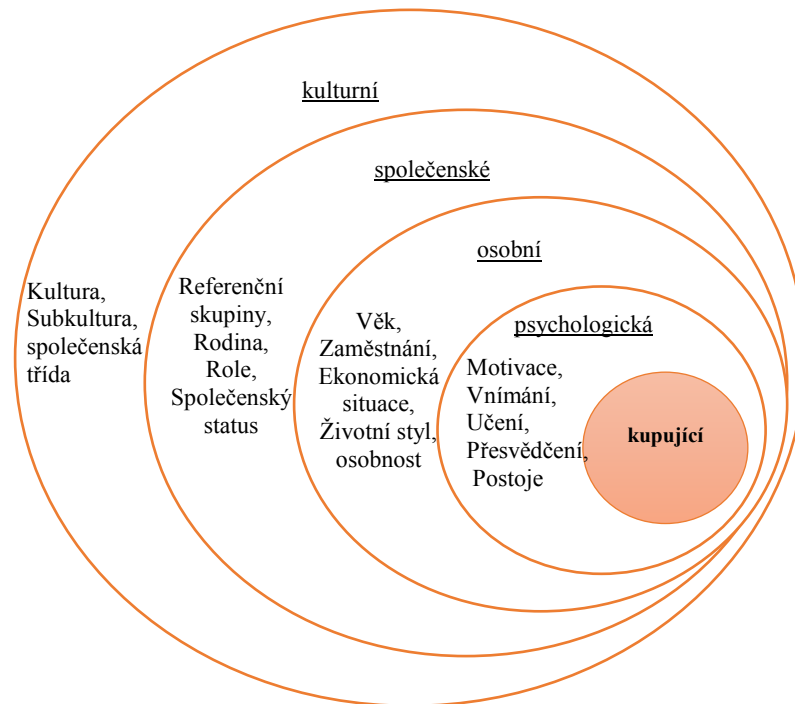 kulturní
společenské
osobní
psychologická
Kultura,
Subkultura,
společenská
třída
Referenční
skupiny,
Rodina,
Role,
Společenský
status
Věk,
Zaměstnání,
Ekonomická
situace,
Životní styl,
osobnost
Motivace,
Vnímání,
Učení,
Přesvědčení,
Postoje
kupující